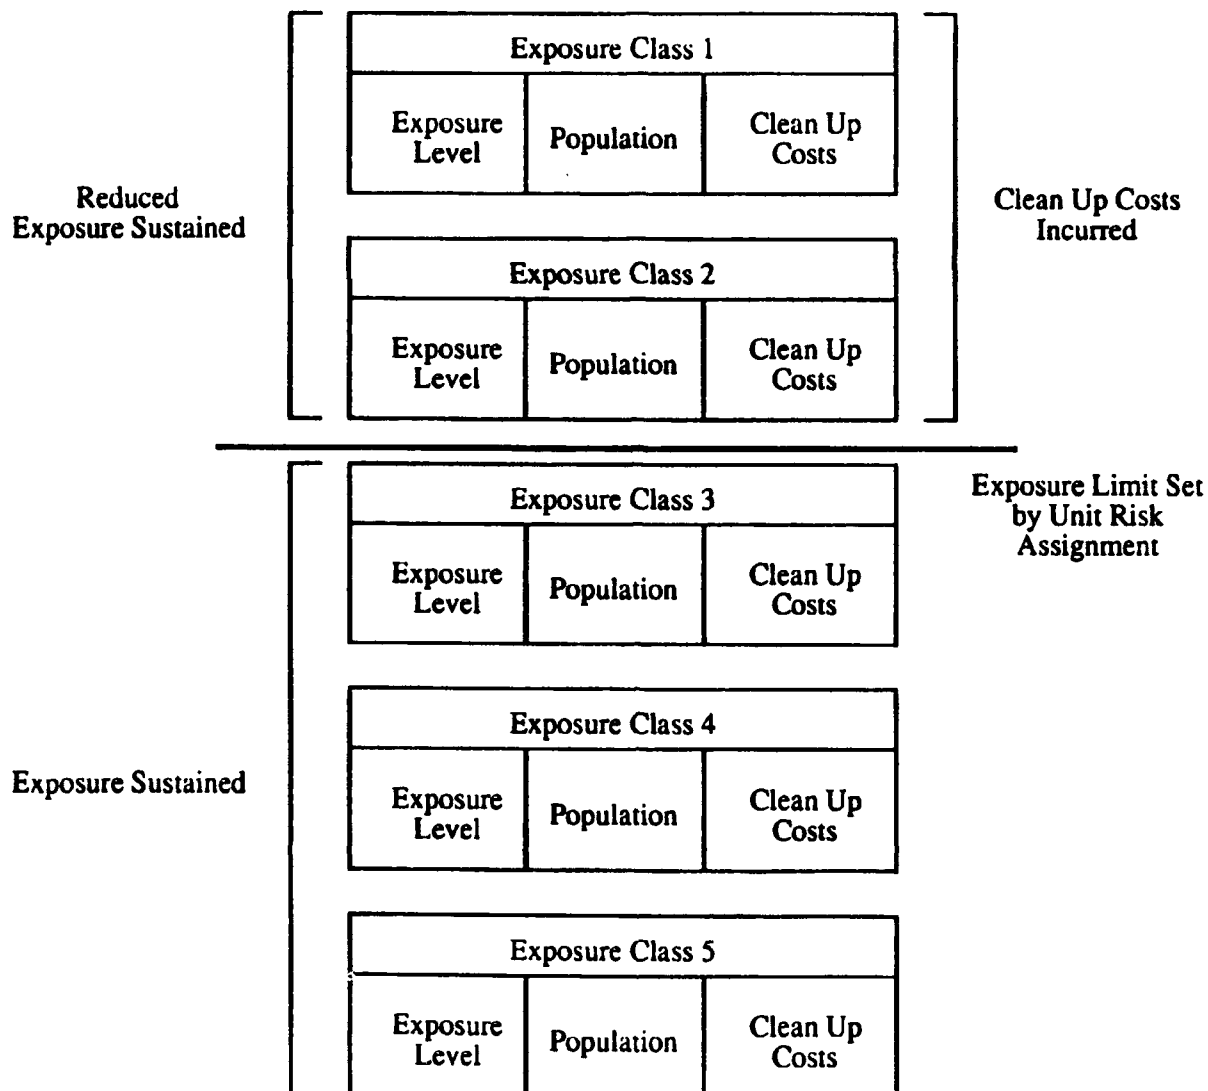 Exposure Class 1
Exposure
Level
Population
Clean Up
Costs
Reduced
Exposure Sustained
Clean Up Costs
Incurred
Exposure Class 2
Exposure
Level
Population
Clean Up
Costs
Exposure Class 3
Exposure Limit Set
by Unit Risk
Assignment
Exposure
Level
Population
Clean Up
Costs
Exposure Class 4
Exposure Sustained
Exposure
Level
Population
Clean Up
Costs
Exposure Class 5
Exposure
Level
Population
Clean Up
Costs